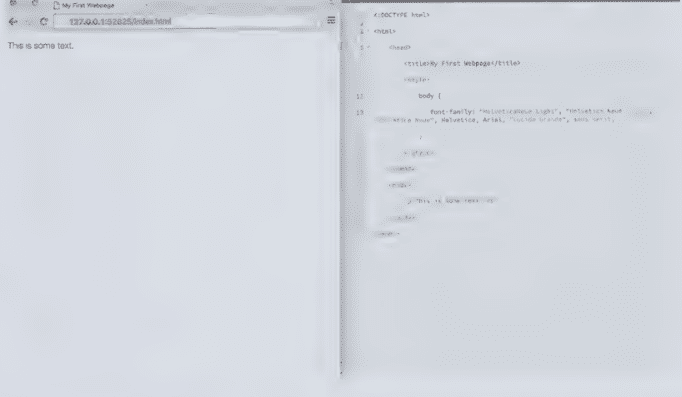 My First Webpage
127.0.0.1:52625/index.html
This is some text.
<!DOCTYPE html>
<html>
<head>
<title>My First Webpage</title>
<style>
body {
font-family: "HelveticaNeue-Light", "Helvetica Neue
Neue", Helvetica, Arial, "Lucida Grande", sans-serif;
}
</style>
</head>
<body>
This is some text
</html>